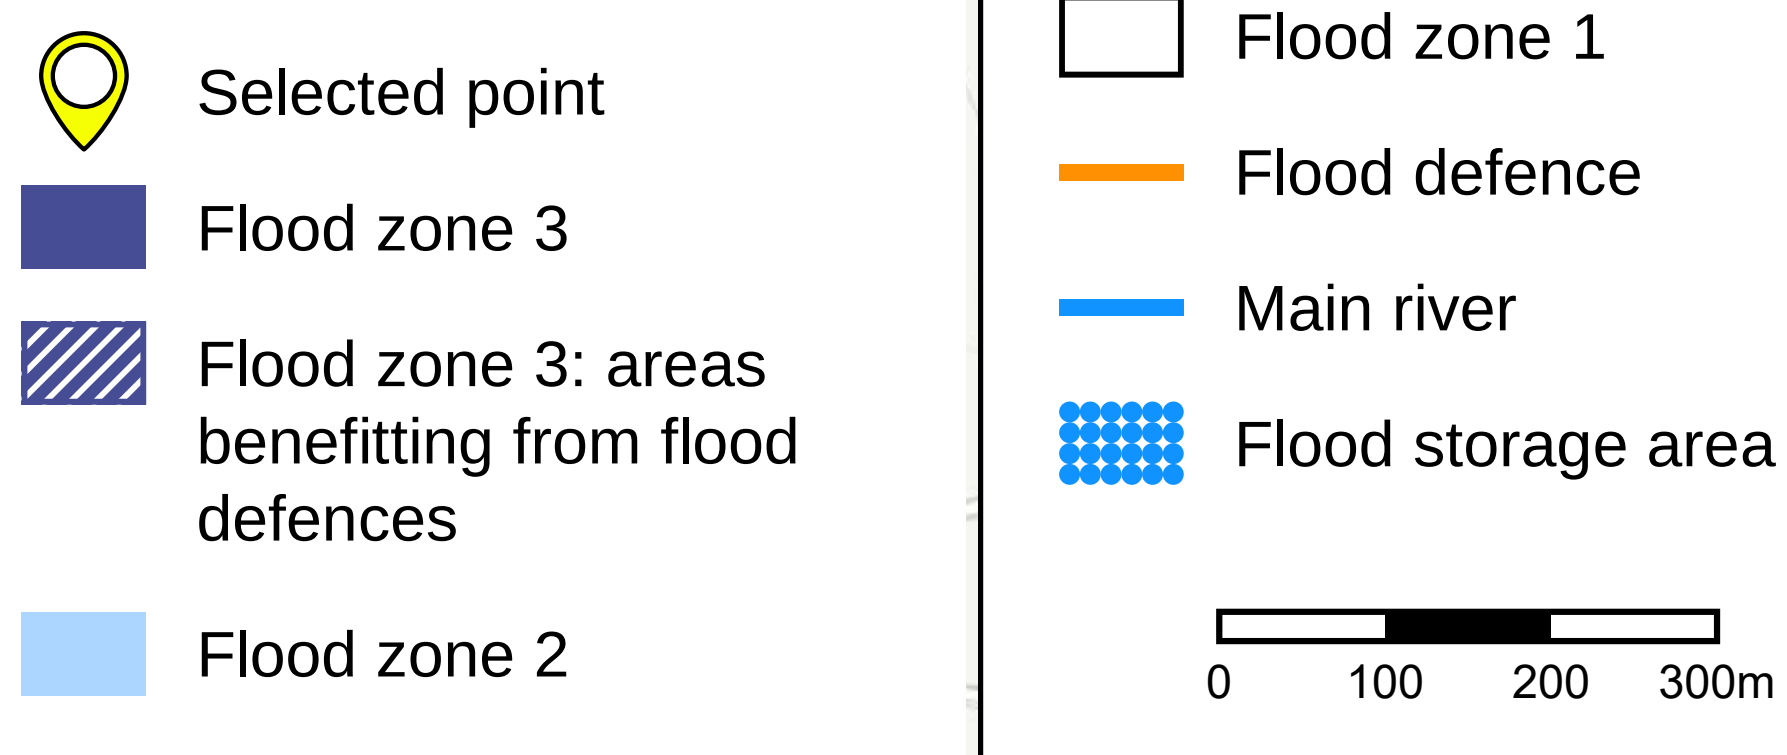 Selected point
Flood zone 3
Flood zone 3: areas
benefitting from flood
defences
Flood zone 2
Flood zone 1
Flood defence
Main river
Flood storage area
0 100 200 300m